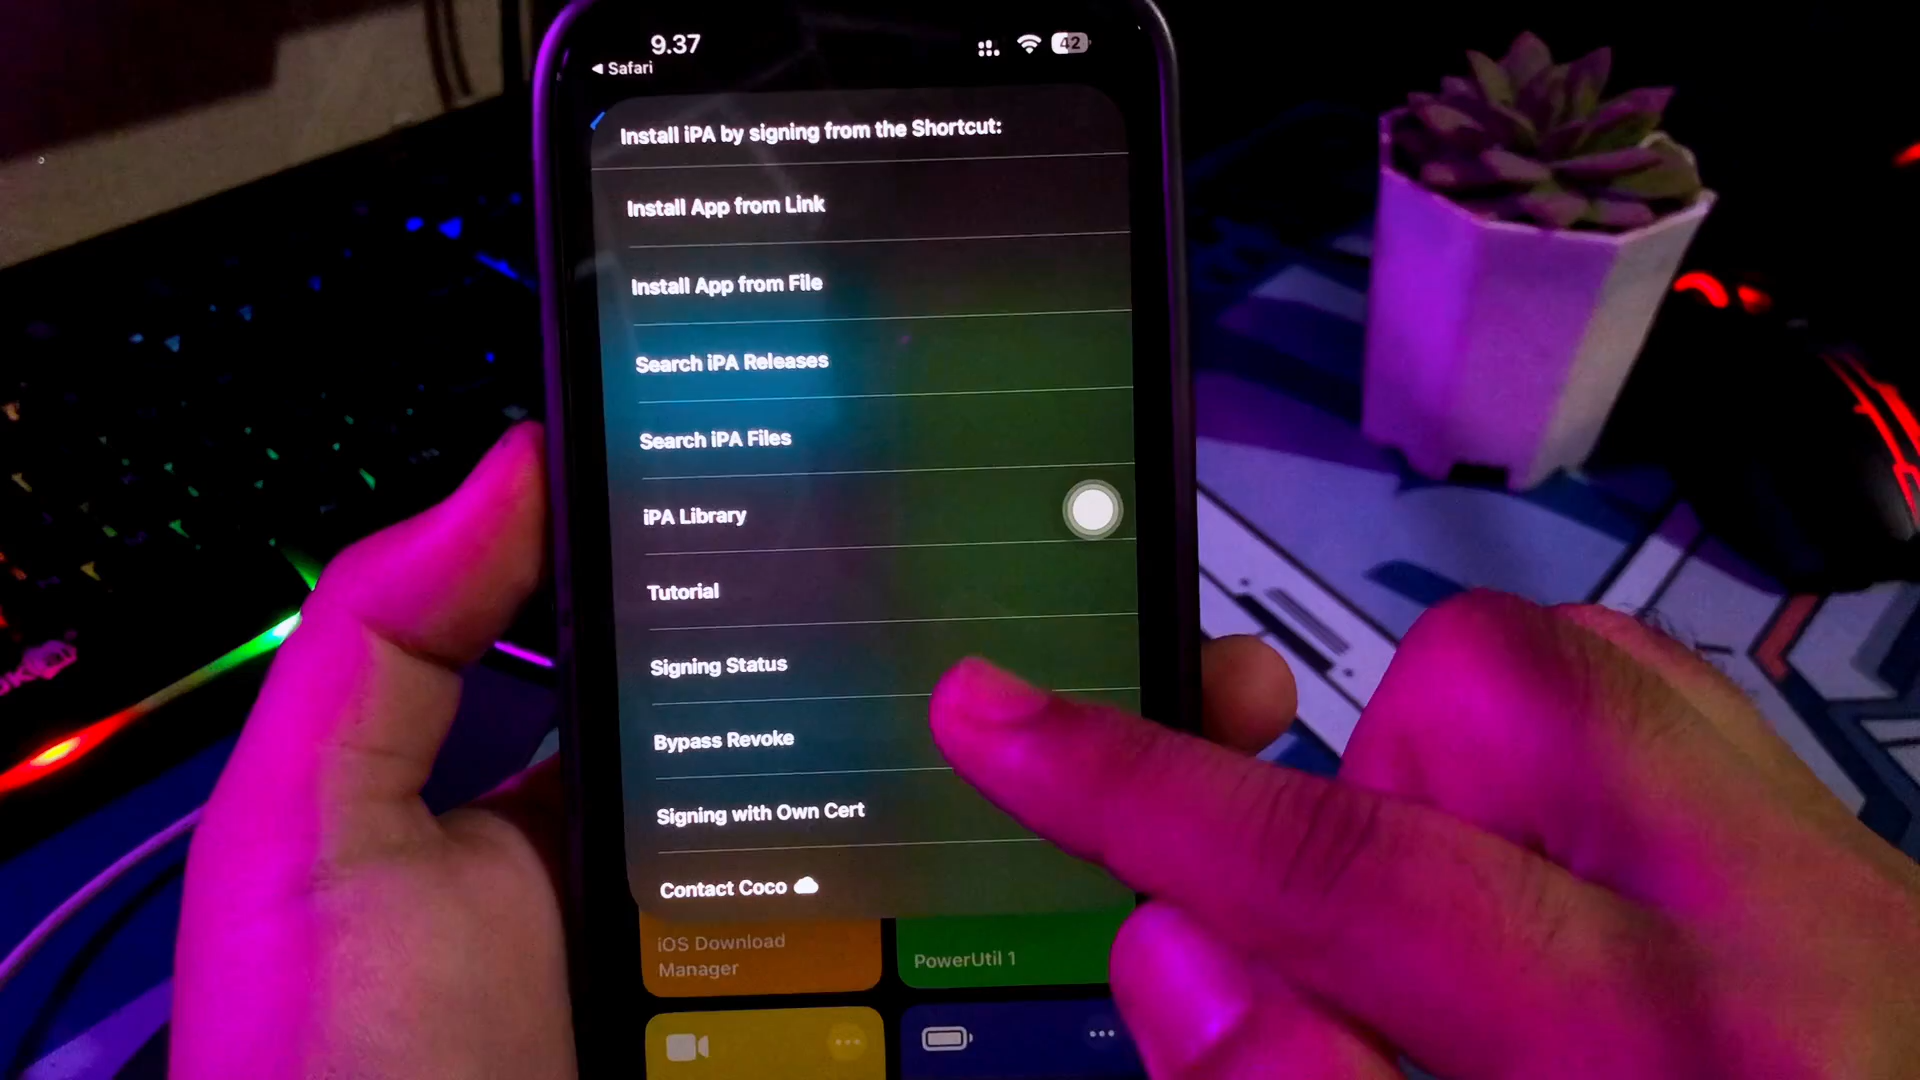 9.37
42
◀ Safari
Install iPA by signing from the Shortcut:
Install App from Link
Install App from File
Search iPA Releases
Search iPA Files
iPA Library
Tutorial
Signing Status
Bypass Revoke
Signing with Own Cert
Contact Coco ☁
iOS Download
Manager
PowerUtil 1